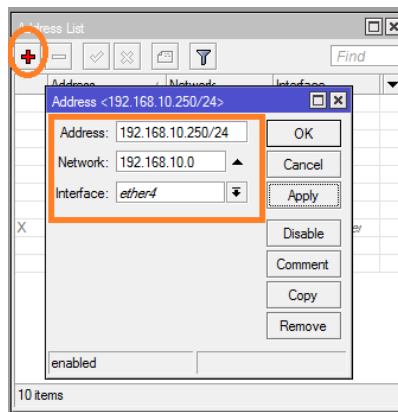 Address List
Find
Address Network Interface
Address <192.168.10.250/24>
Address: 192.168.10.250/24 OK
Network: 192.168.10.0 Cancel
Interface: ether4 Apply
X
Disable
Comment
Copy
Remove
enabled
10 items